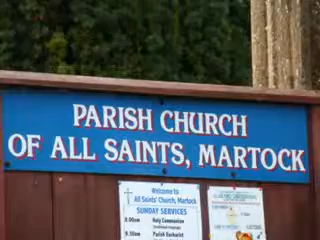 PARISH CHURCH
OF ALL SAINTS, MARTOCK
Welcome to
All Saints' Church, Martock
SUNDAY SERVICES
8.00am Holy Communion
9.30am Parish Eucharist